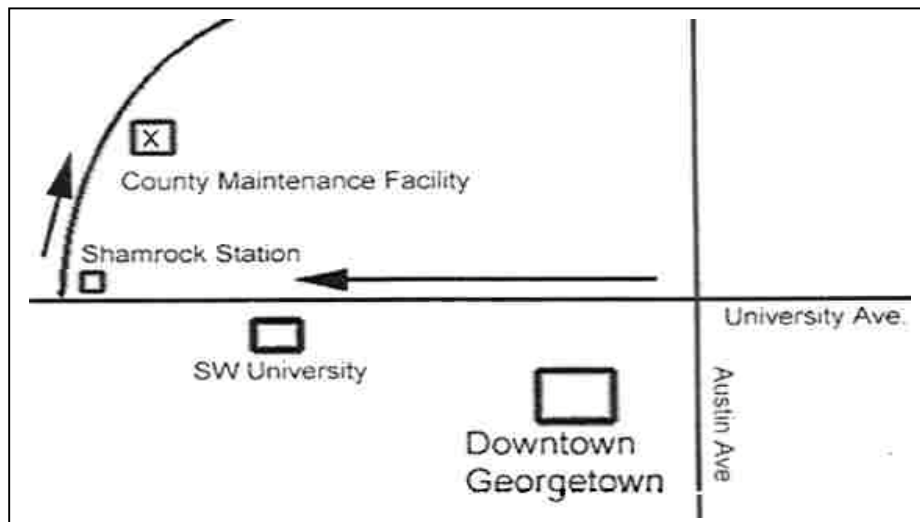 X
County Maintenance Facility
Shamrock Station
University Ave.
SW University
Austin Ave
Downtown
Georgetown